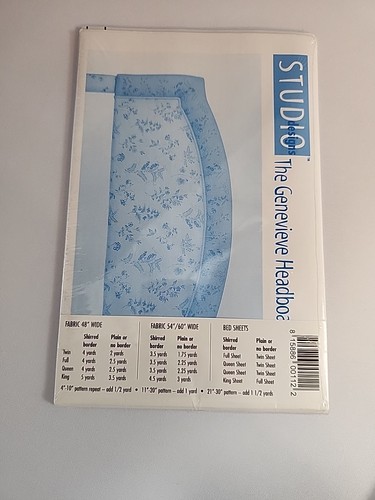 STUDIO
designs
The Genevieve Headboa
FABRIC 48" WIDE
Shirred border Plain or no border
Twin 4 yards 2 yards
Full 4 yards 2.5 yards
Queen 4 yards 2.5 yards
King 5 yards 3.5 yards
FABRIC 54"/60" WIDE
Shirred border Plain or no border
3.5 yards 1.75 yards
3.5 yards 2.25 yards
3.5 yards 2.25 yards
4.5 yards 3 yards
BED SHEETS
Shirred border Plain or no border
Full Sheet Twin Sheet
Queen Sheet Twin Sheet
Queen Sheet Twin Sheet
King Sheet Full Sheet
4"-10" pattern repeat – add 1/2 yard • 11"-20" pattern – add 1 yard • 21"-30" pattern – add 1 1/2 yards
8 15886 00112 2